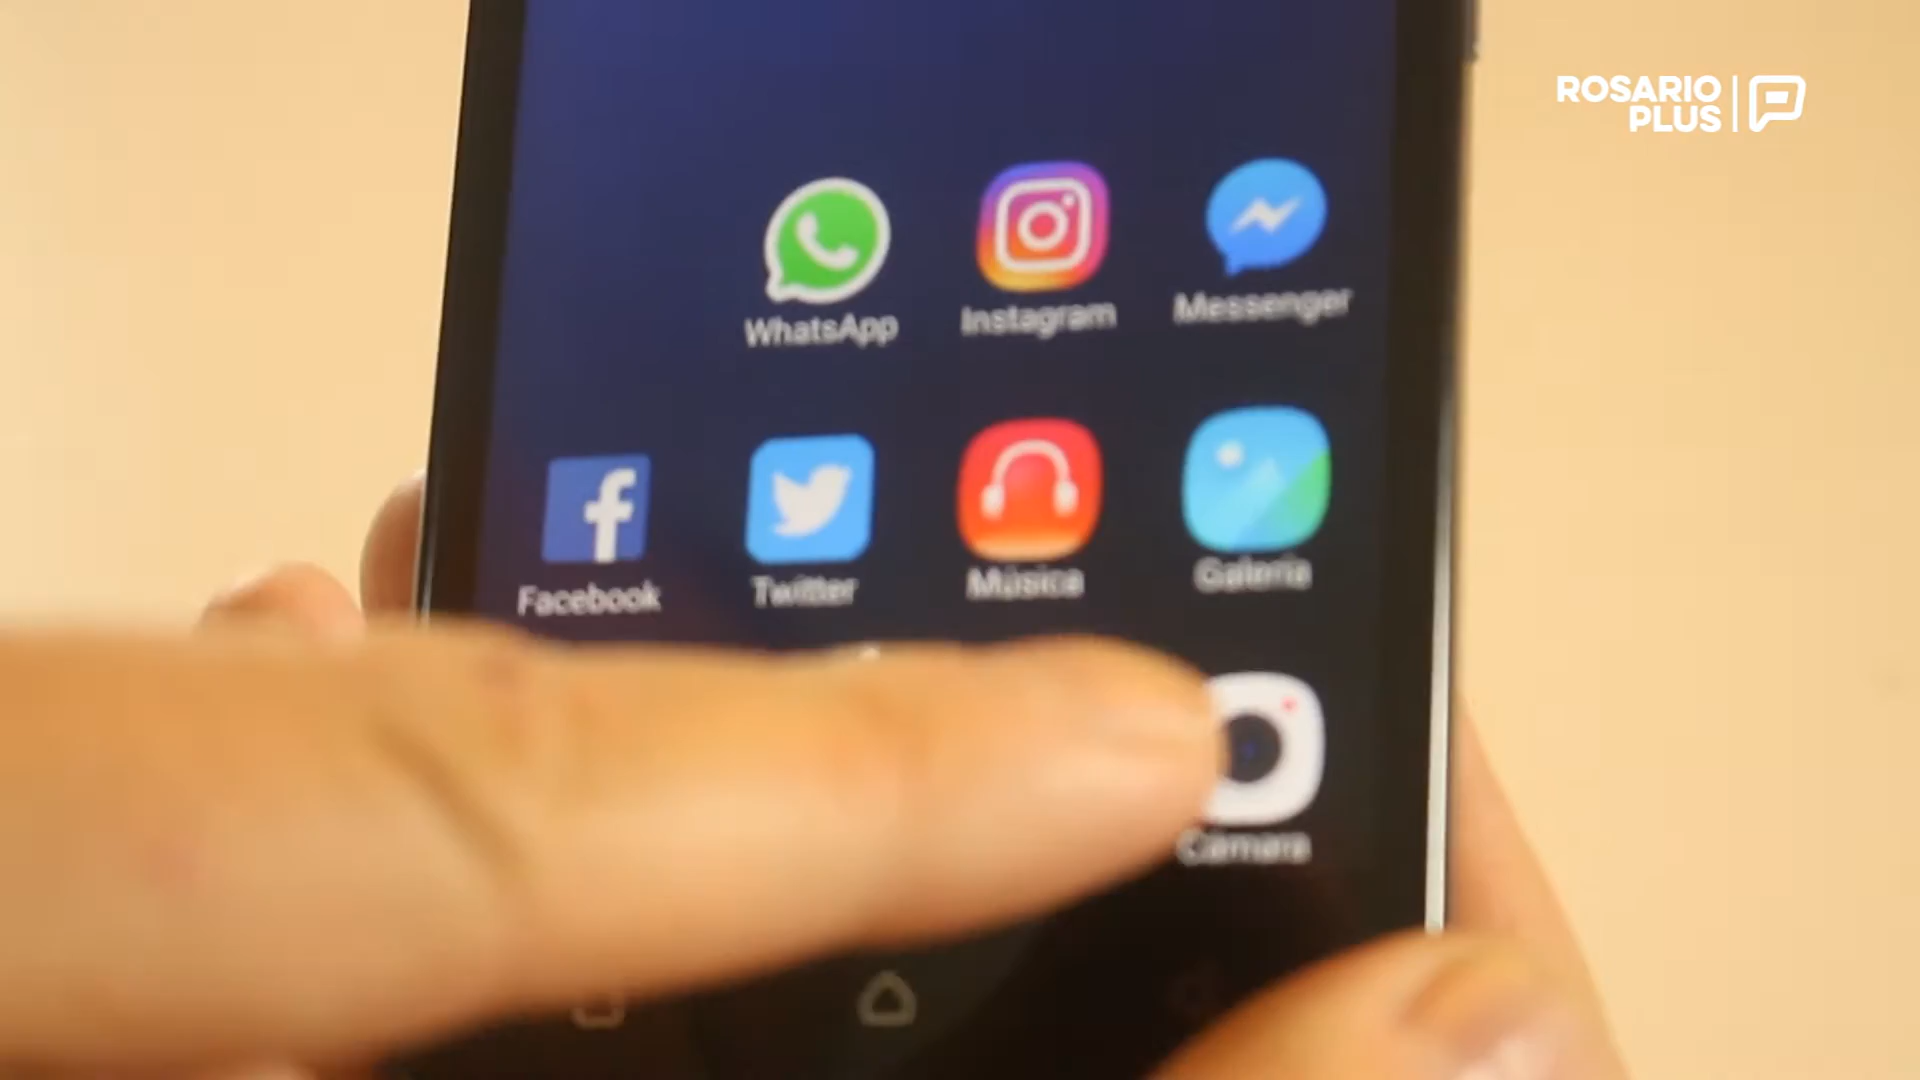 ROSARIO
PLUS
WhatsApp
Instagram
Messenger
Facebook
Twitter
Música
Galería
Cámara